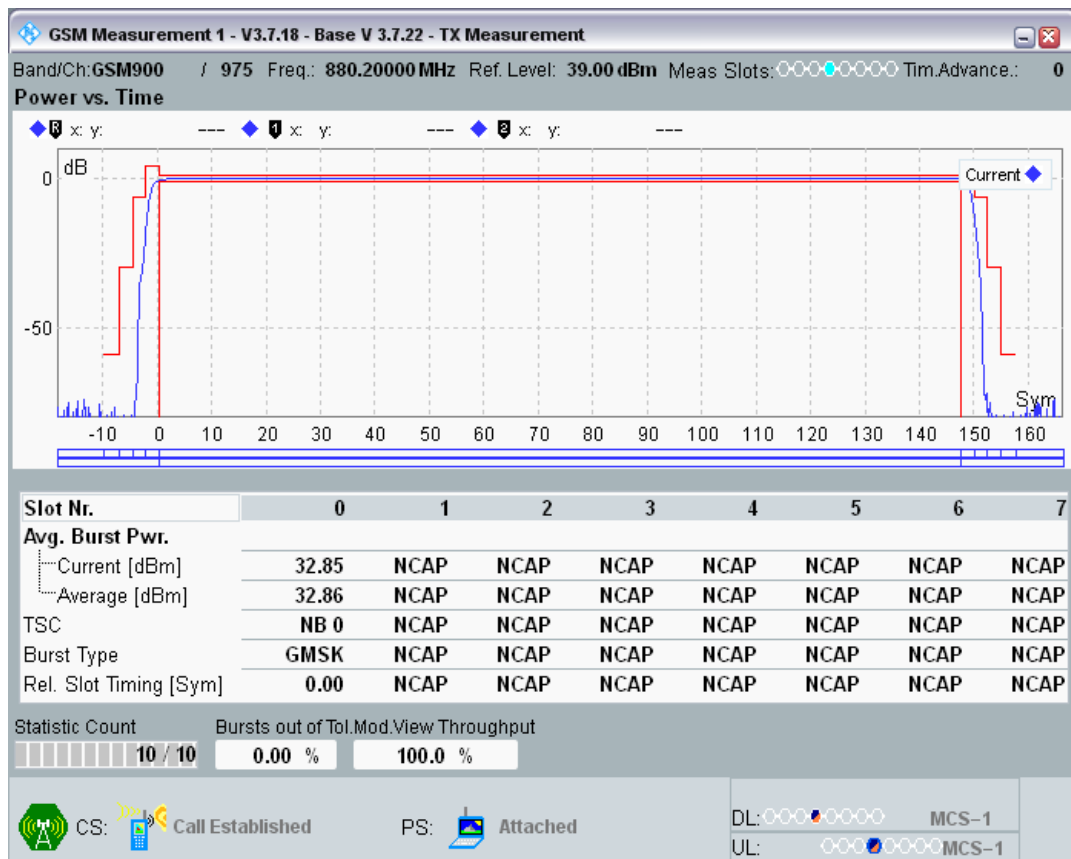 GSM Measurement 1 - V3.7.18 - Base V 3.7.22 - TX Measurement
Band/Ch:GSM900 / 975 Freq.: 880.20000 MHz Ref. Level: 39.00 dBm Meas Slots: Tim.Advance.: 0
Power vs. Time
R x: y: --- 1 x: y: --- 2 x: y: ---
dB
0
Current
-50
Sym
-10 0 10 20 30 40 50 60 70 80 90 100 110 120 130 140 150 160
Slot Nr. 0 1 2 3 4 5 6 7
Avg. Burst Pwr.
Current [dBm] 32.85 NCAP NCAP NCAP NCAP NCAP NCAP NCAP
Average [dBm] 32.86 NCAP NCAP NCAP NCAP NCAP NCAP NCAP
TSC NB 0 NCAP NCAP NCAP NCAP NCAP NCAP NCAP
Burst Type GMSK NCAP NCAP NCAP NCAP NCAP NCAP NCAP
Rel. Slot Timing [Sym] 0.00 NCAP NCAP NCAP NCAP NCAP NCAP NCAP
Statistic Count Bursts out of Tol.Mod.View Throughput
10 / 10 0.00 % 100.0 %
CS: Call Established PS: Attached DL: MCS-1
UL: MCS-1